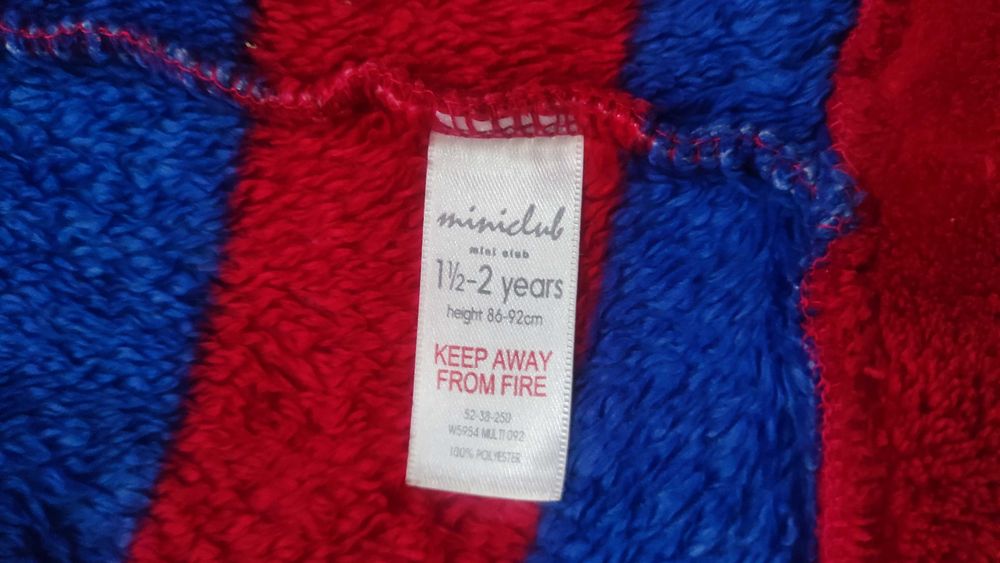 miniclub
mini club
1½-2 years
height 86-92cm
KEEP AWAY
FROM FIRE
52-38-250
W5954 MULTI 092
100% POLYESTER